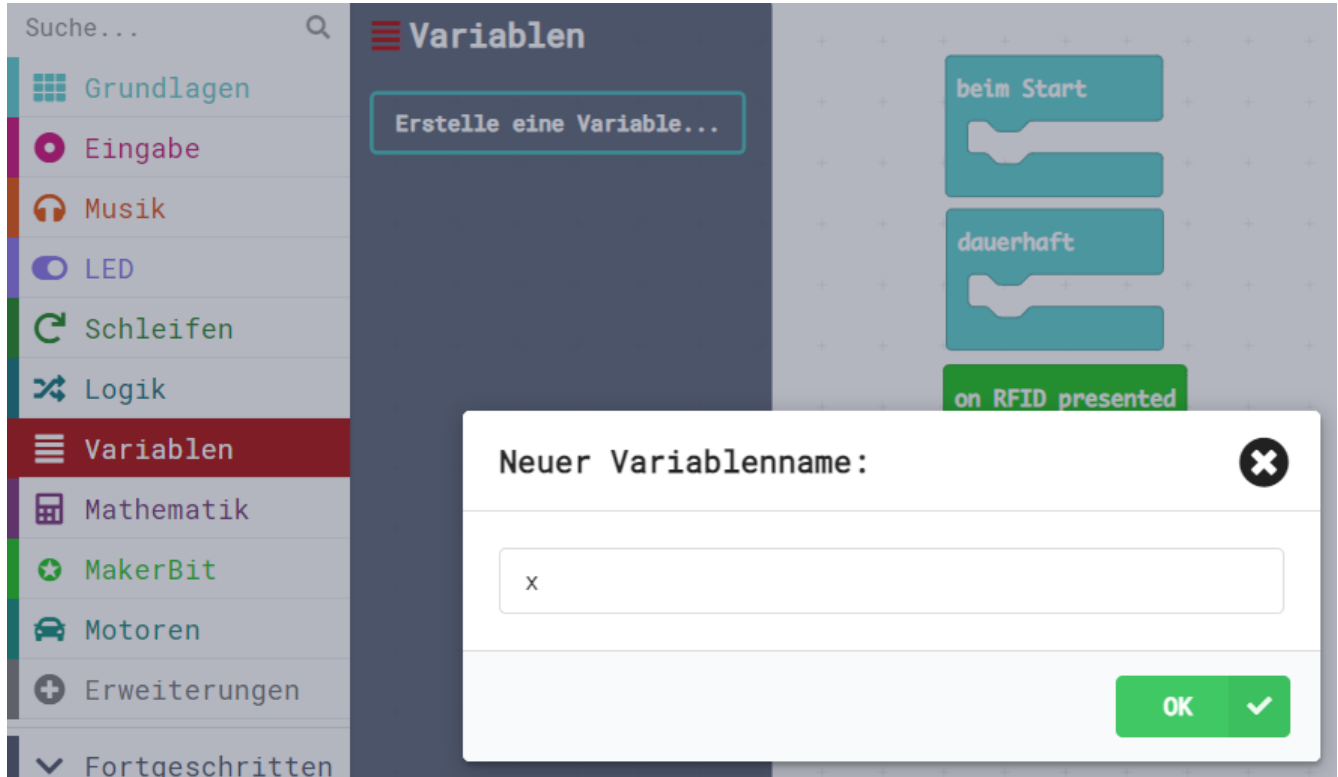 Suche...
Grundlagen
Eingabe
Musik
LED
Schleifen
Logik
Variablen
Mathematik
MakerBit
Motoren
Erweiterungen
Fortgeschritten
Variablen
Erstelle eine Variable...
beim Start
dauerhaft
on RFID presented
Neuer Variablenname:
x
OK